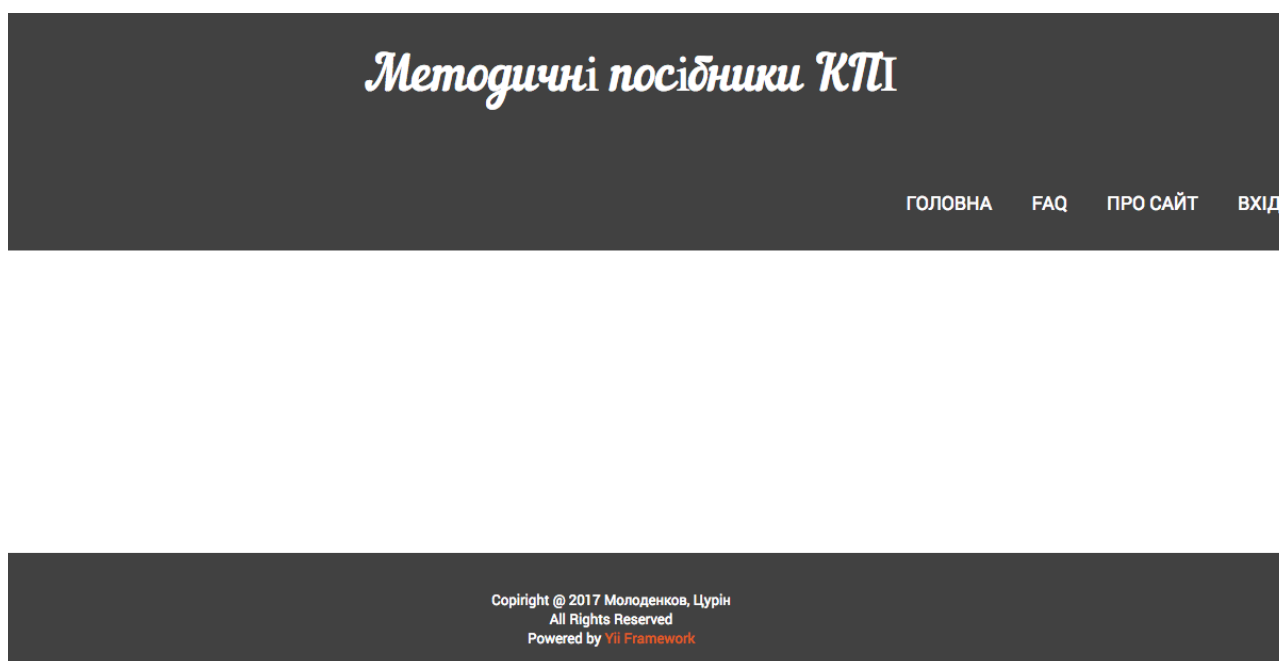 Методичні посібники КПІ
ГОЛОВНА FAQ ПРО САЙТ ВХІД
Copiright @ 2017 Молоденков, Цурін
All Rights Reserved
Powered by Yii Framework